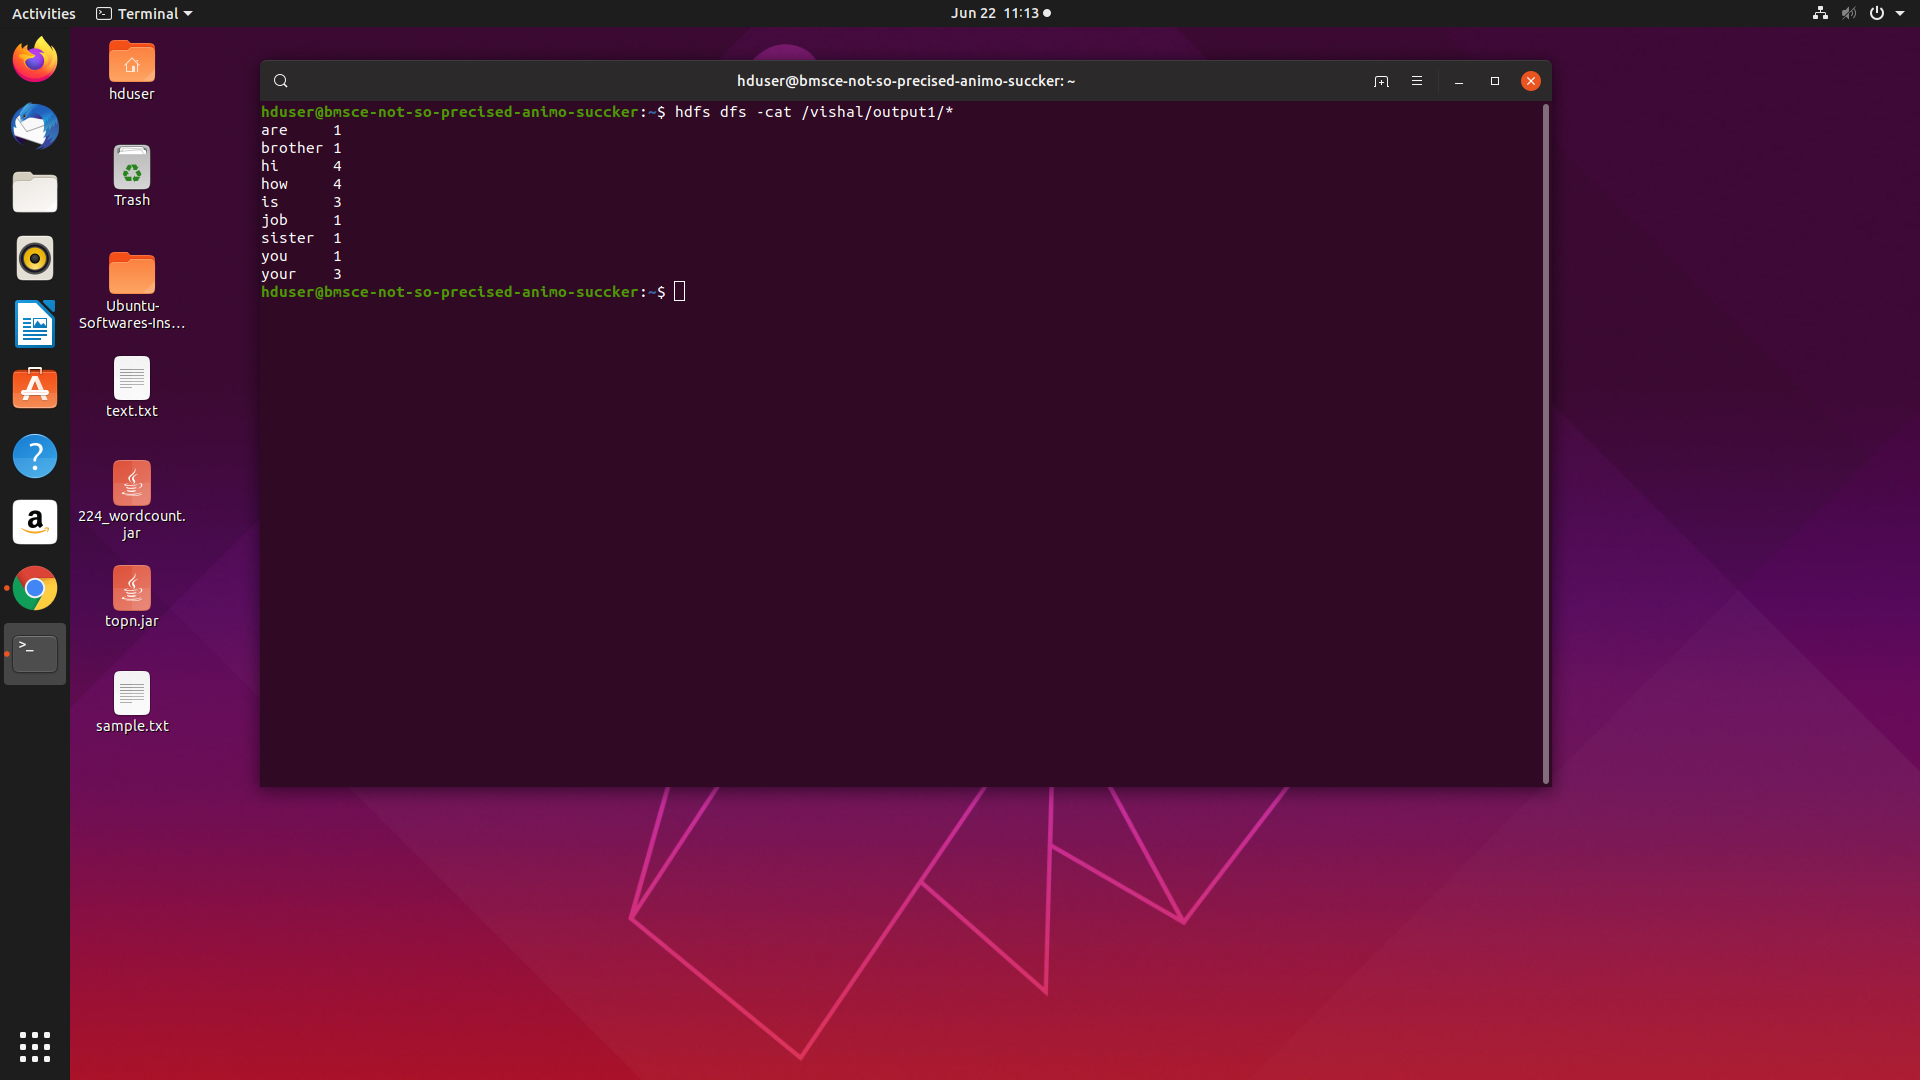 Activities
Terminal
Jun 22 11:13
hduser@bmsce-not-so-precised-animo-succker: ~
hduser@bmsce-not-so-precised-animo-succker:~$ hdfs dfs -cat /vishal/output1/*
are 1
brother 1
hi 4
how 4
is 3
job 1
sister 1
you 1
your 3
hduser@bmsce-not-so-precised-animo-succker:~$
hduser
Trash
Ubuntu-
Softwares-Ins...
text.txt
224_wordcount.
jar
topn.jar
sample.txt